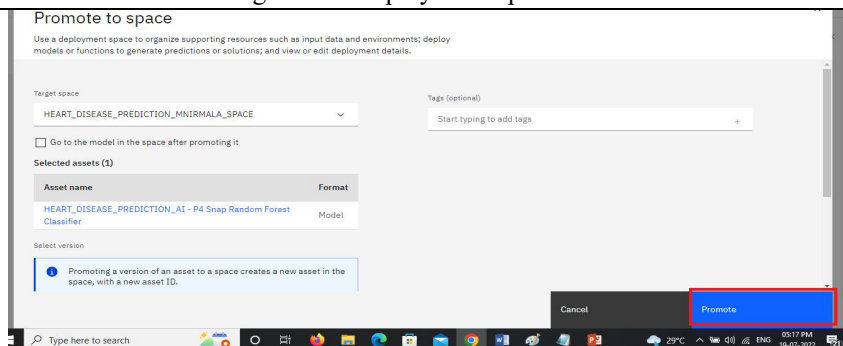 Promote to space
Use a deployment space to organize supporting resources such as input data and environments; deploy
models or functions to generate predictions or solutions; and view or edit deployment details.
Target space
HEART_DISEASE_PREDICTION_MNIRMALA_SPACE
Go to the model in the space after promoting it
Selected assets (1)
Asset name Format
HEART_DISEASE_PREDICTION_AI - P4 Snap Random Forest
Classifier
Model
Select version
Promoting a version of an asset to a space creates a new asset in the
space, with a new asset ID.
Tags (optional)
Start typing to add tags
Cancel Promote
Type here to search
29°C ENG 05:17 PM
19-07-2022